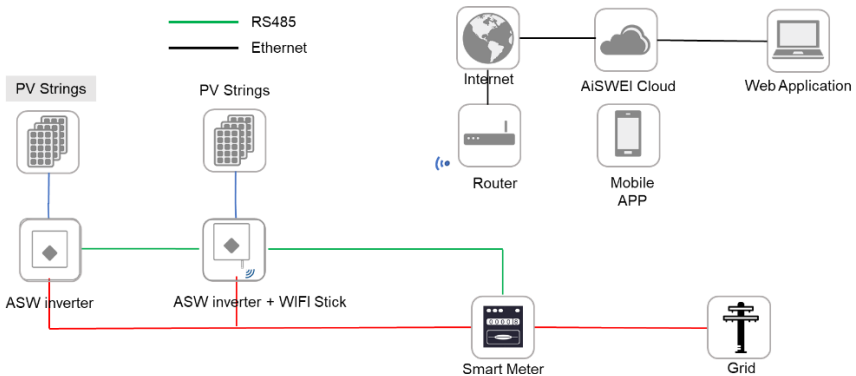 RS485
Ethernet
Internet
AiSWEI Cloud
Web Application
PV Strings
PV Strings
Router
Mobile
APP
ASW inverter
ASW inverter + WIFI Stick
00008
Smart Meter
Grid